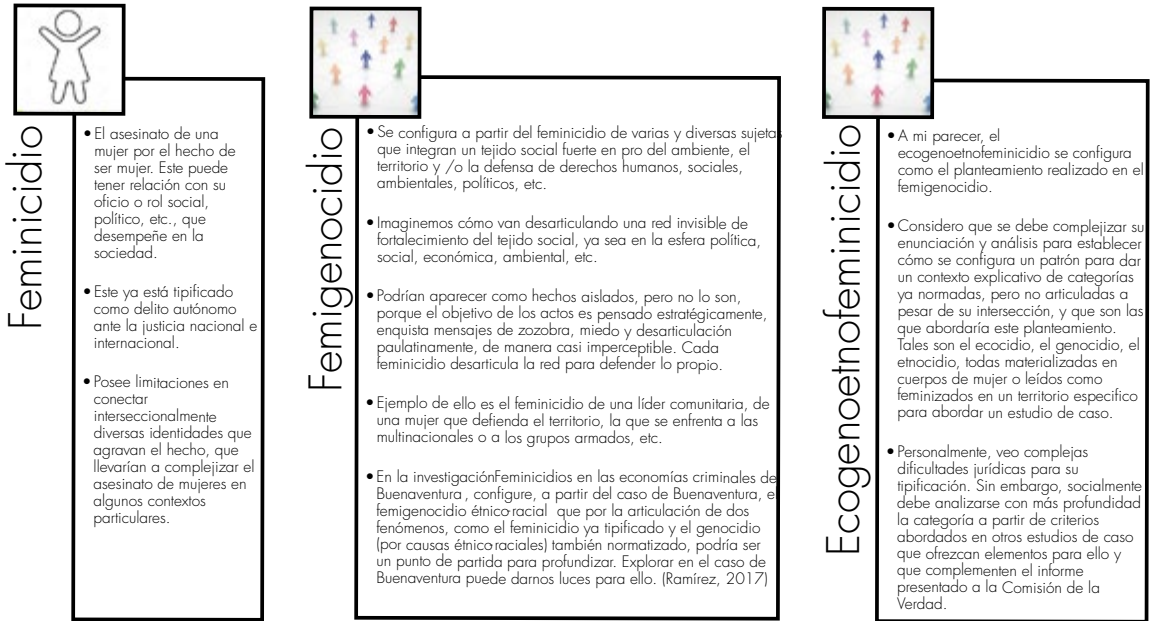 Feminicidio
• El asesinato de una
mujer por el hecho de
ser mujer. Este puede
tener relación con su
oficio o rol social,
político, etc., que
desempeñe en la
sociedad.
• Este ya está tipificado
como delito autónomo
ante la justicia nacional e
internacional.
• Posee limitaciones en
conectar
interseccionalmente
diversas identidades que
agravan el hecho, que
llevarían a complejizar el
asesinato de mujeres en
algunos contextos
particulares.
Femigenocidio
• Se configura a partir del feminicidio de varias y diversas sujetas
que integran un tejido social fuerte en pro del ambiente, el
territorio y /o la defensa de derechos humanos, sociales,
ambientales, políticos, etc.
• Imaginemos cómo van desarticulando una red invisible de
fortalecimiento del tejido social, ya sea en la esfera política,
social, económica, ambiental, etc.
• Podrían aparecer como hechos aislados, pero no lo son,
porque el objetivo de los actos es pensado estratégicamente,
enquista mensajes de zozobra, miedo y desarticulación
paulatinamente, de manera casi imperceptible. Cada
feminicidio desarticula la red para defender lo propio.
• Ejemplo de ello es el feminicidio de una líder comunitaria, de
una mujer que defienda el territorio, la que se enfrenta a las
multinacionales o a los grupos armados, etc.
• En la investigaciónFeminicidios en las economías criminales de
Buenaventura , configure, a partir del caso de Buenaventura, e
femigenocidio étnico-racial que por la articulación de dos
fenómenos, como el feminicidio ya tipificado y el genocidio
(por causas étnico-raciales) también normatizado, podría ser
un punto de partida para profundizar. Explorar en el caso de
Buenaventura puede darnos luces para ello. (Ramírez, 2017)
Ecogenoetnofeminicidio
• A mi parecer, el
ecogenoetnofeminicidio se configura
como el planteamiento realizado en el
femigenocidio.
• Considero que se debe complejizar su
enunciación y análisis para establecer
cómo se configura un patrón para dar
un contexto explicativo de categorías
ya normadas, pero no articuladas a
pesar de su intersección, y que son las
que abordaría este planteamiento.
Tales son el ecocidio, el genocidio, el
etnocidio, todas materializadas en
cuerpos de mujer o leídos como
feminizados en un territorio especifico
para abordar un estudio de caso.
• Personalmente, veo complejas
dificultades jurídicas para su
tipificación. Sin embargo, socialmente
debe analizarse con más profundidad
la categoría a partir de criterios
abordados en otros estudios de caso
que ofrezcan elementos para ello y
que complementen el informe
presentado a la Comisión de la
Verdad.